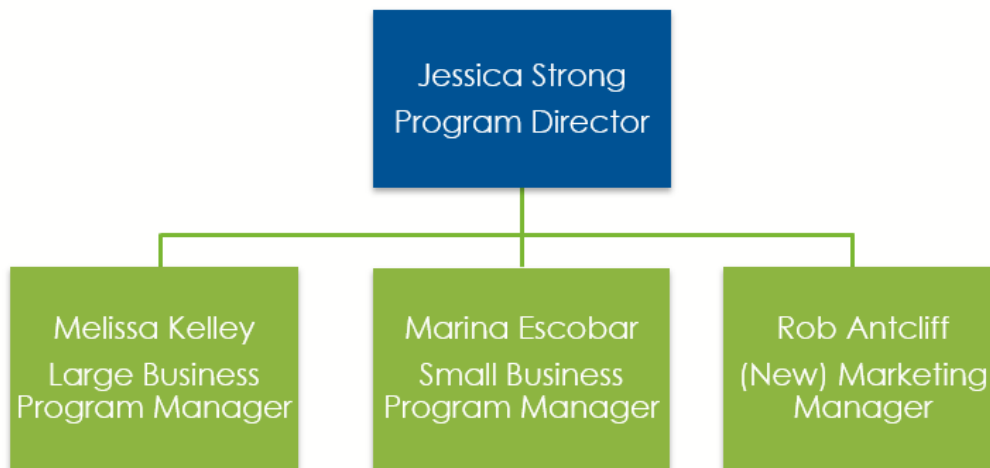 Jessica Strong
Program Director
Melissa Kelley
Large Business
Program Manager
Marina Escobar
Small Business
Program Manager
Rob Antcliff
(New) Marketing
Manager